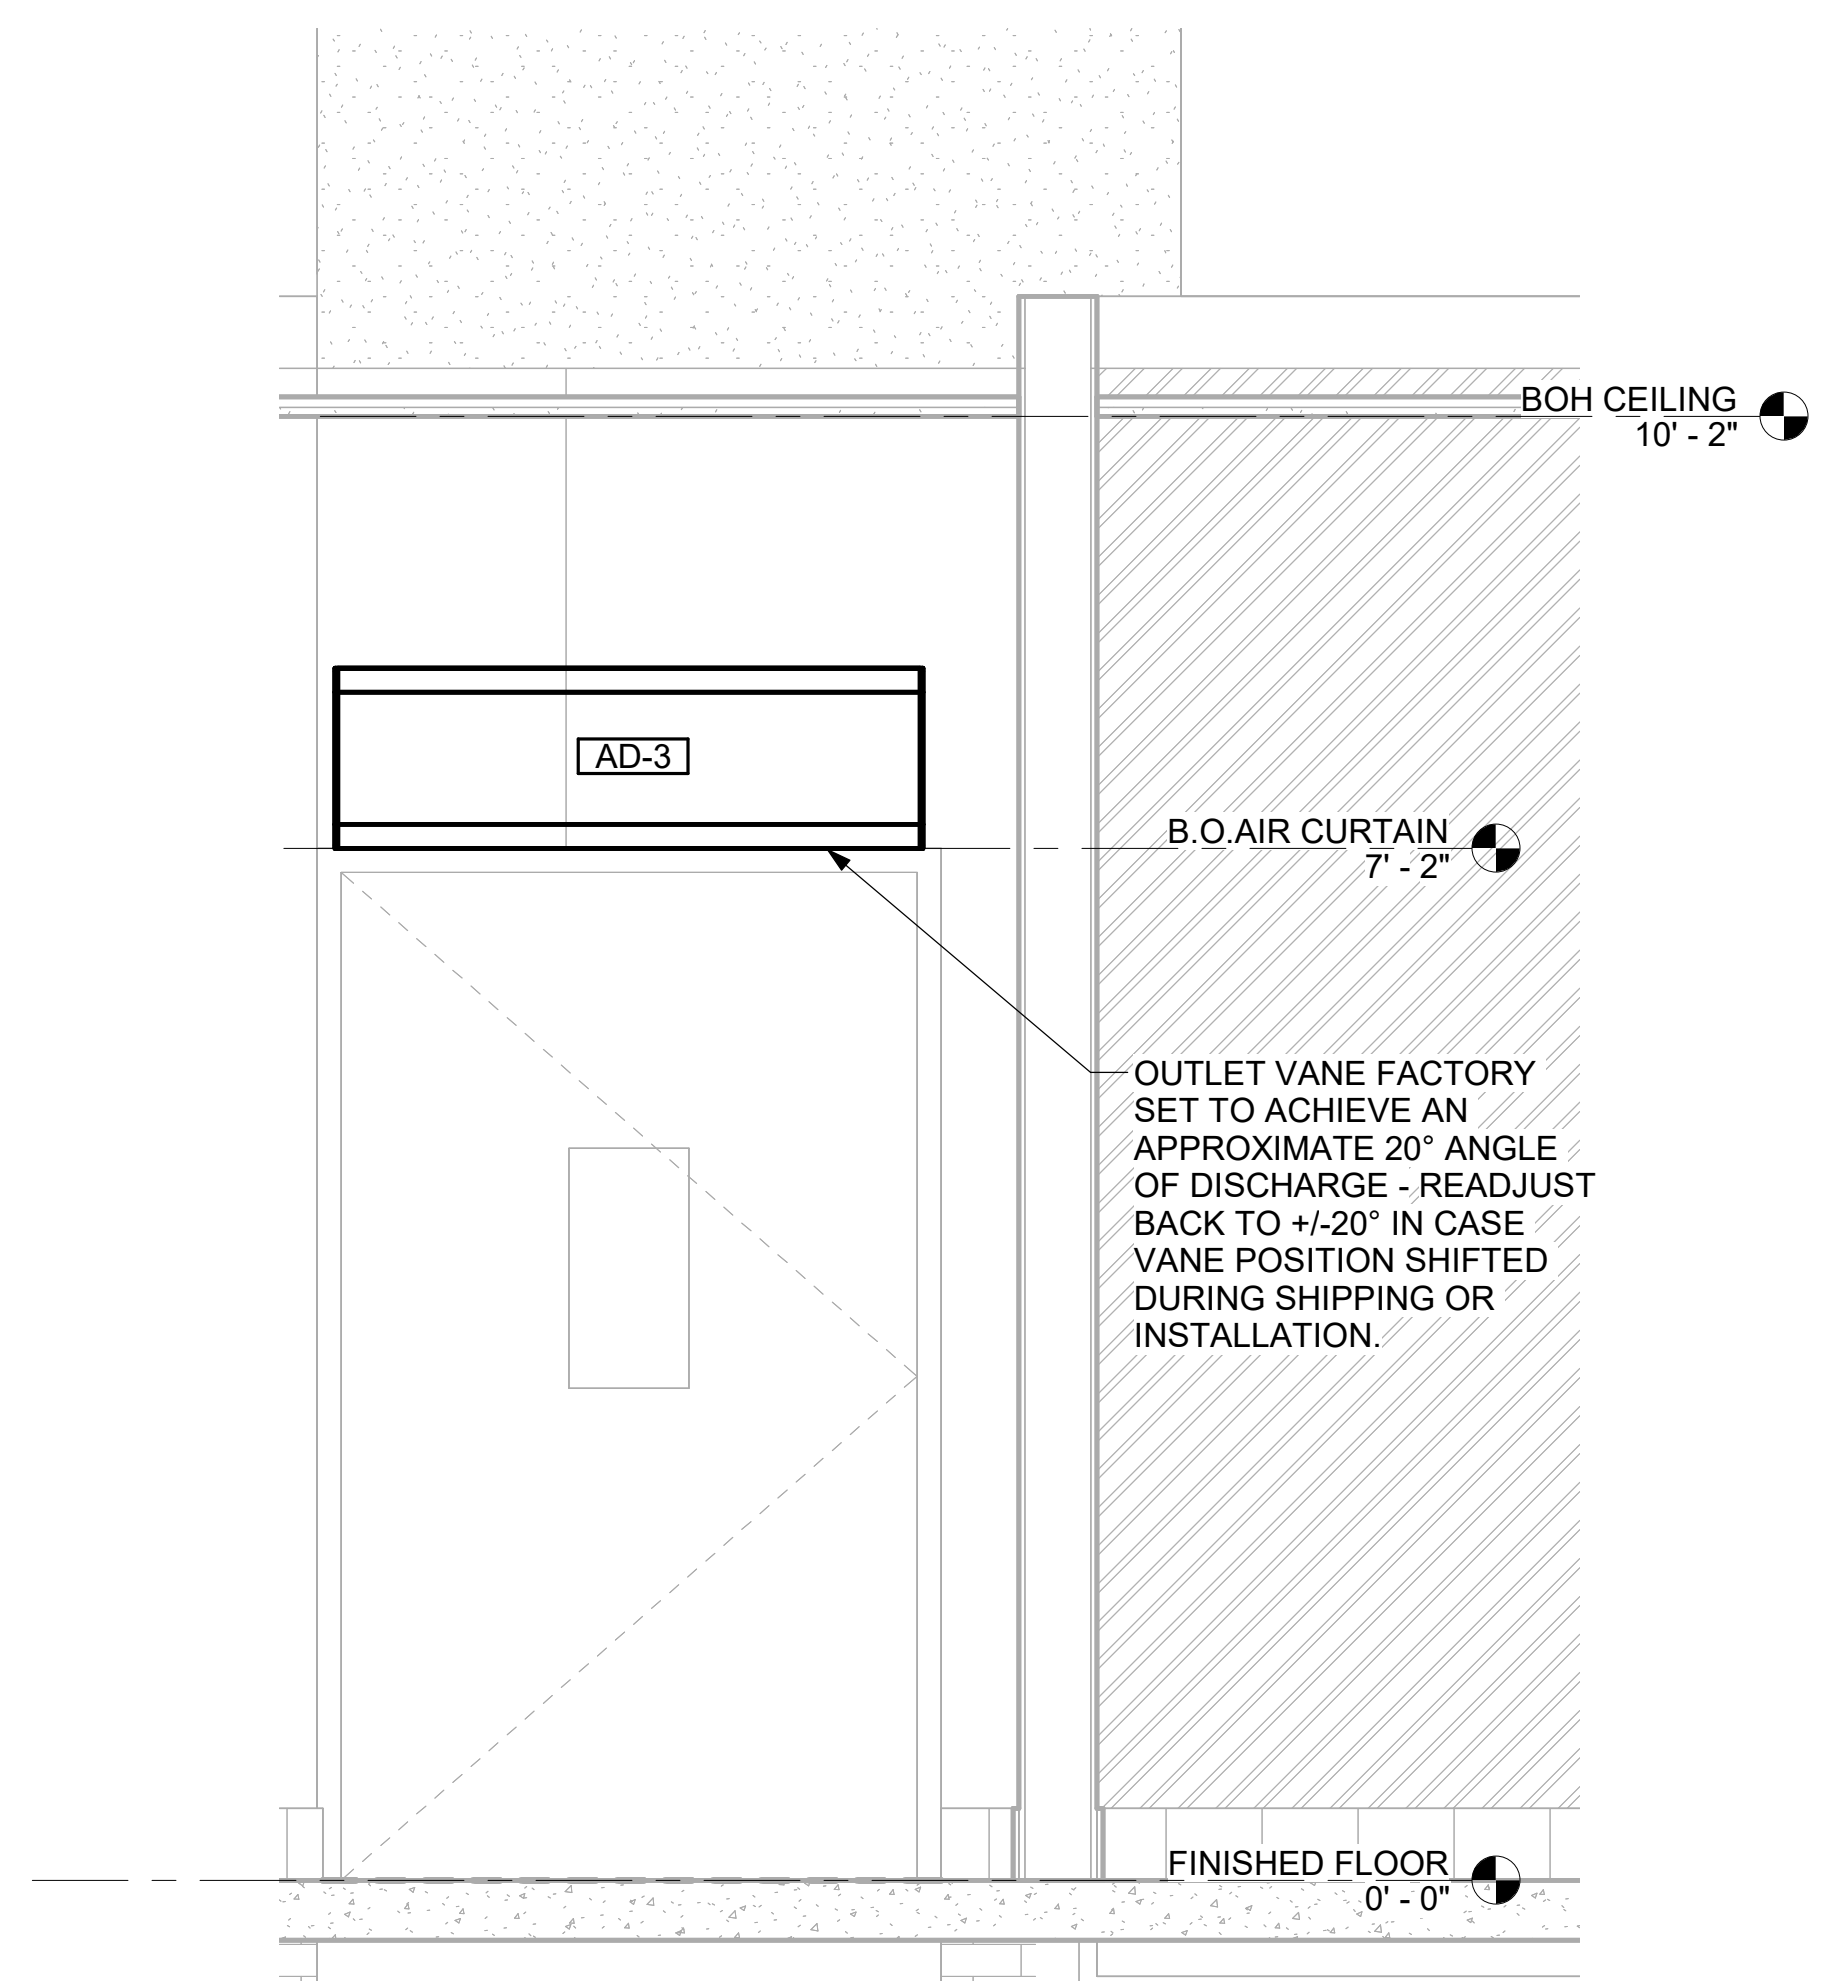 BOH CEILING
10' - 2"
AD-3
B.O.AIR CURTAIN
7' - 2"
OUTLET VANE FACTORY
SET TO ACHIEVE AN
APPROXIMATE 20° ANGLE
OF DISCHARGE - READJUST
BACK TO +/-20° IN CASE
VANE POSITION SHIFTED
DURING SHIPPING OR
INSTALLATION.
FINISHED FLOOR
0' - 0"